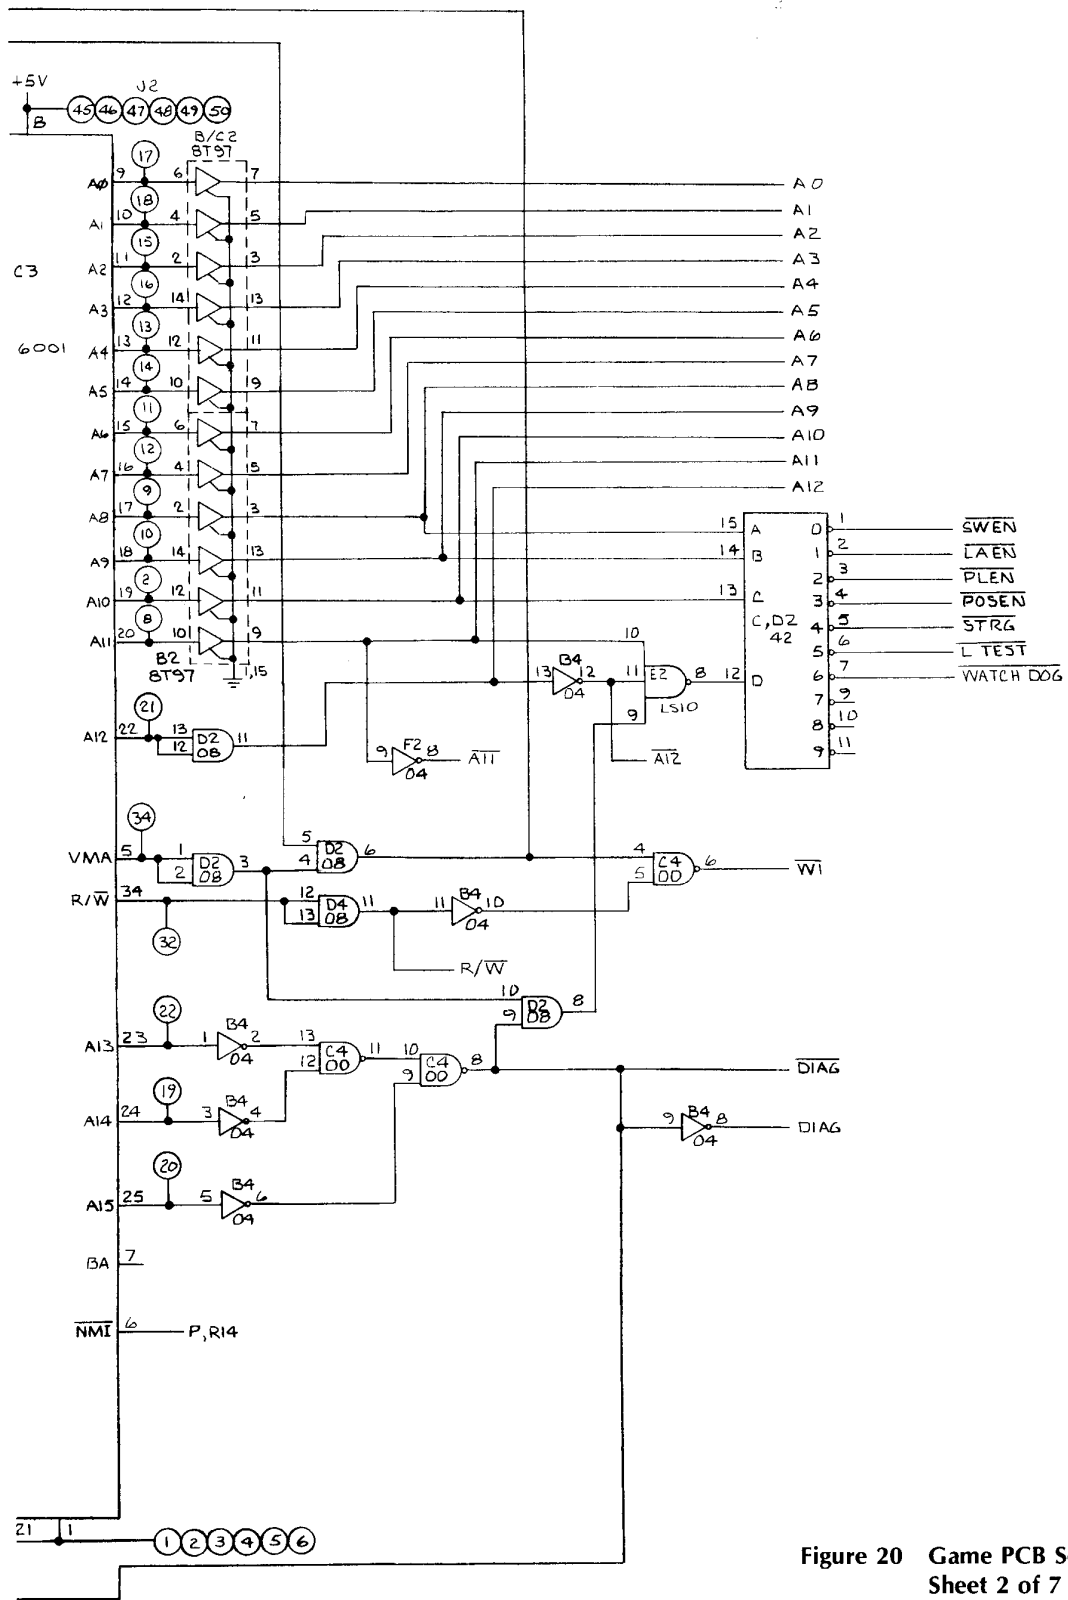 +5V
J2
45 46 47 48 49 50
8
B/C2
8T97
17
AØ 9 6 7 A0
18
A1 10 4 5 A1
15
A2 11 2 3 A2
16
A3 12 14 13 A3
13
A4 13 12 11 A4
14
A5 14 10 9 A5
11
A6 15 6 7 A6
12
A7 16 4 5 A7
9
A8 17 2 3 A8
10
A9 18 14 13 A9
2
A10 19 12 11 A10
8
A11 20 10 9 A11
A12
C3
6001
B2
8T97
1,15
15 A 0 1 SWEN
14 B 1 2 LAEN
2 3 PLEN
13 C 3 4 POSEN
C,D2
42
4 5 STRG
5 6 L TEST
12 D 6 7 WATCH DOG
7 9
8 10
9 11
10
13 B4 12 11 E2 8
04
LS10
9
21
A12 22 13 D2 11
12 08
9 F2 8 A11
04
A12
34
VMA 5 1 D2 3
2 08
5 D2 6
4 08
4 C4 6 W1
5 00
R/W 34
32
12 D4 11
13 08
11 B4 10
04
R/W
10 D2 8
9 08
22
A13 23 1 B4 2
04
13 C4 11
12 00
10 C4 8
9 00
DIAG
19
A14 24 3 B4 4
04
9 B4 8 DIAG
04
20
A15 25 5 B4 6
04
BA 7
NMI 6 P,R14
21 1
1 2 3 4 5 6
Figure 20 Game PCB S
Sheet 2 of 7